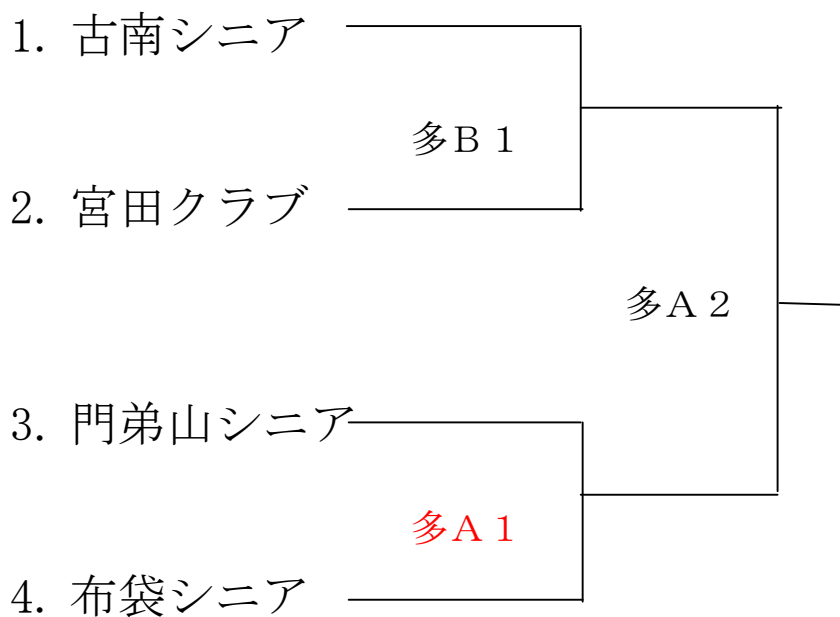 1. 古南シニア
多B１
2. 宮田クラブ
多A２
3. 門弟山シニア
多A１
4. 布袋シニア